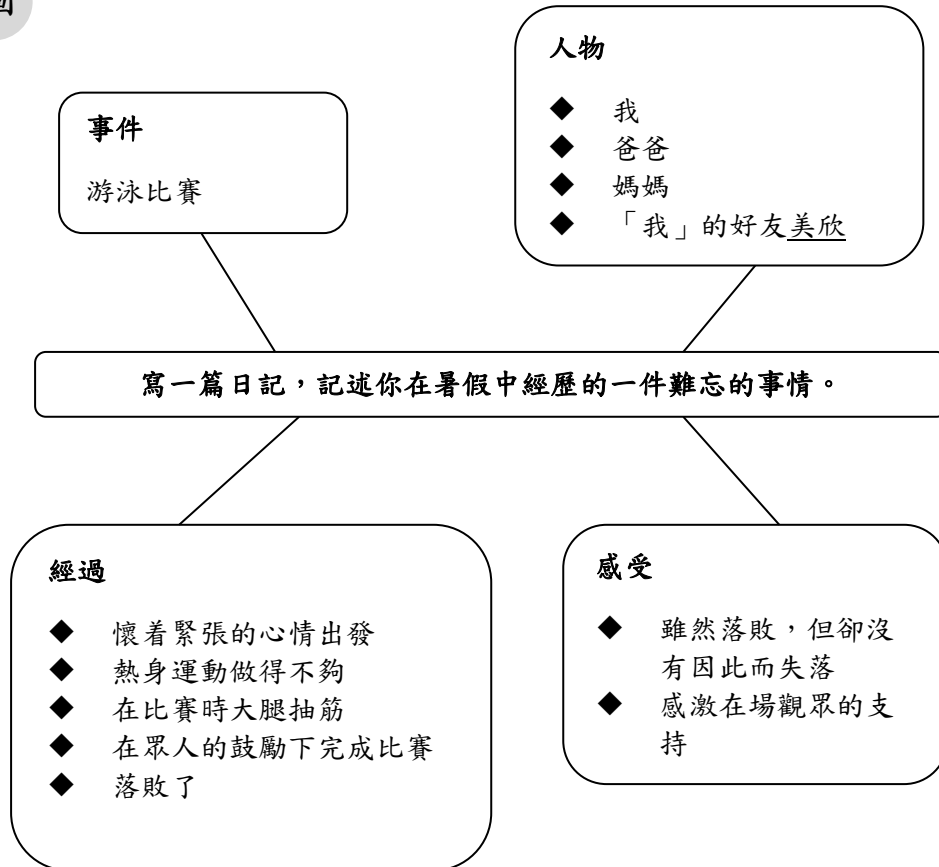 人物
◆ 我
◆ 爸爸
◆ 媽媽
◆ 「我」的好友美欣
事件
游泳比賽
寫一篇日記，記述你在暑假中經歷的一件難忘的事情。
經過
◆ 懷着緊張的心情出發
◆ 熱身運動做得不夠
◆ 在比賽時大腿抽筋
◆ 在眾人的鼓勵下完成比賽
◆ 落敗了
感受
◆ 雖然落敗，但卻沒
有因此而失落
◆ 感激在場觀眾的支
持